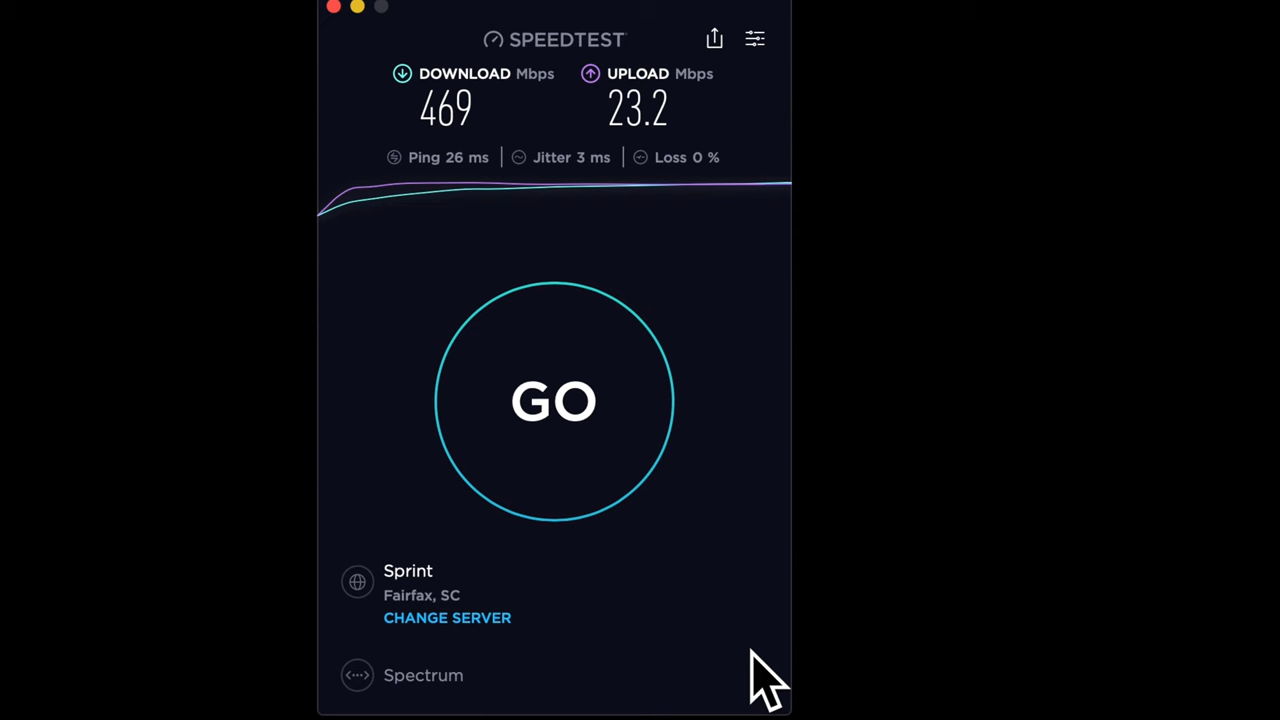 SPEEDTEST
DOWNLOAD Mbps
469
UPLOAD Mbps
23.2
Ping 26 ms
Jitter 3 ms
Loss 0 %
GO
Sprint
Fairfax, SC
CHANGE SERVER
Spectrum